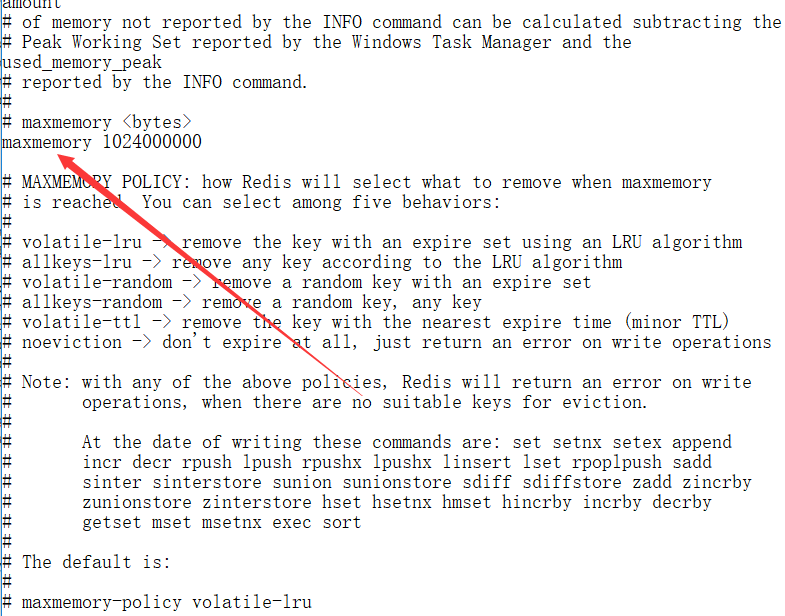 amount
# of memory not reported by the INFO command can be calculated subtracting the
# Peak Working Set reported by the Windows Task Manager and the
used_memory_peak
# reported by the INFO command.
#
# maxmemory <bytes>
maxmemory 1024000000
# MAXMEMORY POLICY: how Redis will select what to remove when maxmemory
# is reached. You can select among five behaviors:
#
# volatile-lru -> remove the key with an expire set using an LRU algorithm
# allkeys-lru -> remove any key according to the LRU algorithm
# volatile-random -> remove a random key with an expire set
# allkeys-random -> remove a random key, any key
# volatile-ttl -> remove the key with the nearest expire time (minor TTL)
# noeviction -> don't expire at all, just return an error on write operations
#
# Note: with any of the above policies, Redis will return an error on write
#       operations, when there are no suitable keys for eviction.
#
#       At the date of writing these commands are: set setnx setex append
#       incr decr rpush lpush rpushx lpushx linsert lset rpoplpush sadd
#       sinter sinterstore sunion sunionstore sdiff sdiffstore zadd zincrby
#       zunionstore zinterstore hset hsetnx hmset hincrby incrby decrby
#       getset mset msetnx exec sort
#
# The default is:
#
# maxmemory-policy volatile-lru